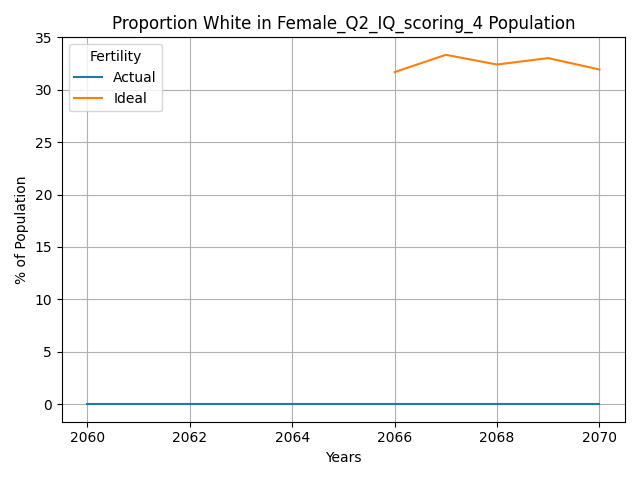 Proportion White in Female_Q2_IQ_scoring_4 Population
Fertility
Actual
Ideal
% of Population
35
30
25
20
15
10
5
0
2060
2062
2064
2066
2068
2070
Years